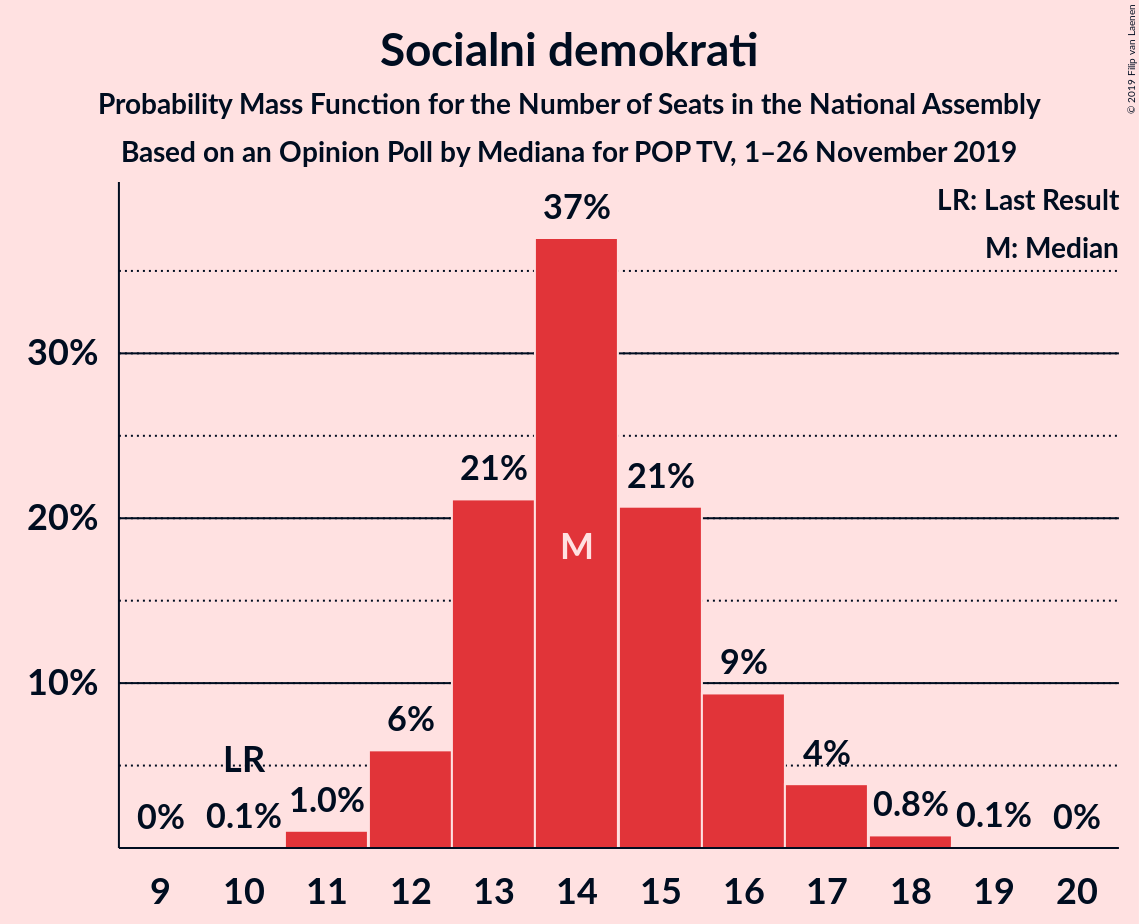 Socialni demokrati
Probability Mass Function for the Number of Seats in the National Assembly
Based on an Opinion Poll by Mediana for POP TV, 1–26 November 2019
© 2019 Filip van Laenen
LR: Last Result
M: Median
37%
30%
21%
21%
20%
M
10%
9%
6%
LR
4%
0%
0.1%
1.0%
0.8%
0.1%
0%
9 10 11 12 13 14 15 16 17 18 19 20